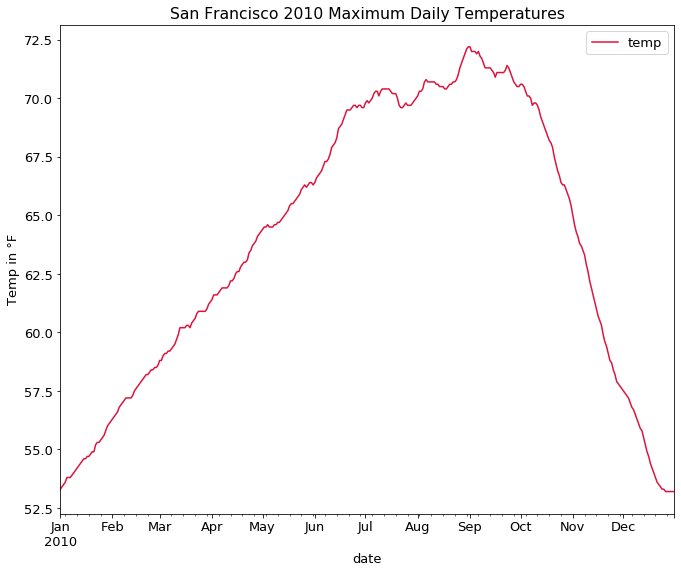 San Francisco 2010 Maximum Daily Temperatures
temp
72.5
70.0
67.5
65.0
62.5
60.0
57.5
55.0
52.5
Temp in °F
Jan Feb Mar Apr May Jun Jul Aug Sep Oct Nov Dec
2010
date